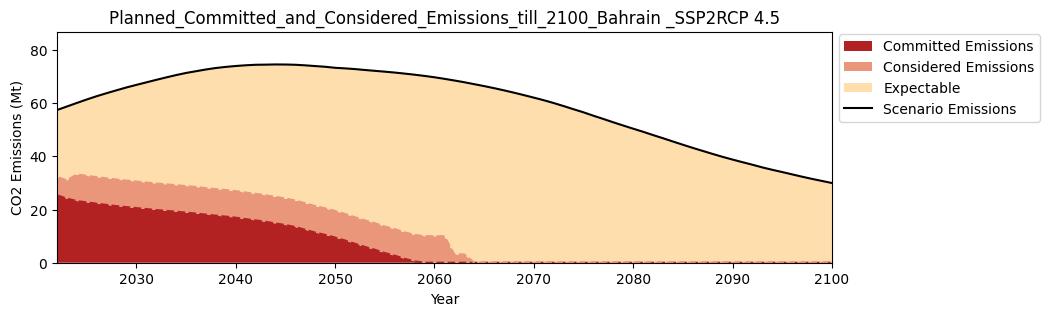 Planned_Committed_and_Considered_Emissions_till_2100_Bahrain _SSP2RCP 4.5
80
60
40
20
0
CO2 Emissions (Mt)
2030 2040 2050 2060 2070 2080 2090 2100
Year
Committed Emissions
Considered Emissions
Expectable
Scenario Emissions